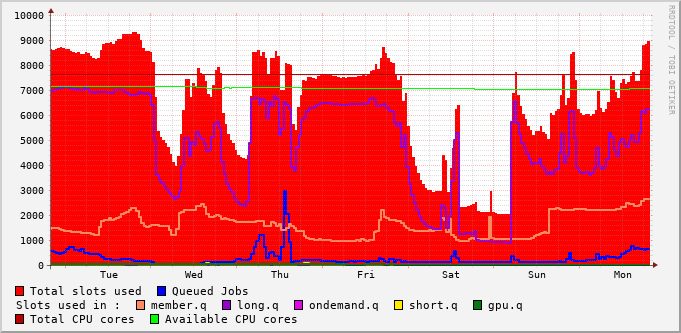 10000
9000
8000
7000
6000
5000
4000
3000
2000
1000
0
Tue Wed Thu Fri Sat Sun Mon
RRDTOOL / TOBI OETIKER
Total slots used Queued Jobs
Slots used in : member.q long.q ondemand.q short.q gpu.q
Total CPU cores Available CPU cores